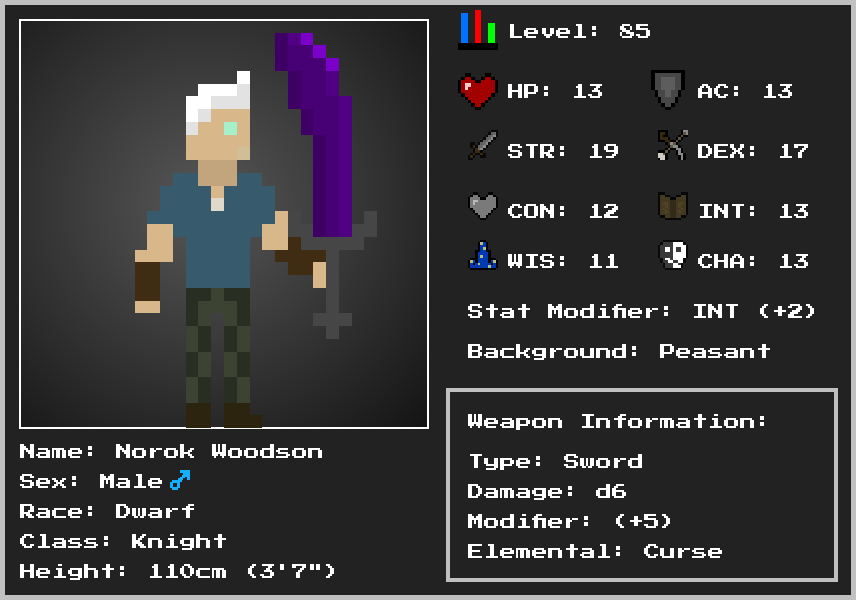 Level: 85
HP: 13
AC: 13
STR: 19
DEX: 17
CON: 12
INT: 13
WIS: 11
CHA: 13
Stat Modifier: INT (+2)
Background: Peasant
Name: Norok Woodson
Sex: Male ♂
Race: Dwarf
Class: Knight
Height: 110cm (3'7")
Weapon Information:
Type: Sword
Damage: d6
Modifier: (+5)
Elemental: Curse